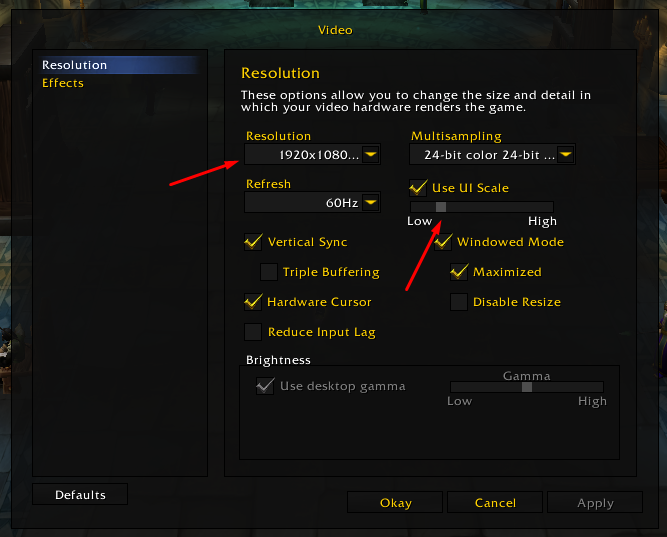 Video
Resolution
Effects
Resolution
These options allow you to change the size and detail in
which your video hardware renders the game.
Resolution
Multisampling
1920x1080...
24-bit color 24-bit ...
Refresh
Use UI Scale
60Hz
Low
High
Vertical Sync
Windowed Mode
Triple Buffering
Maximized
Hardware Cursor
Disable Resize
Reduce Input Lag
Brightness
Use desktop gamma
Gamma
Low
High
Defaults
Okay
Cancel
Apply